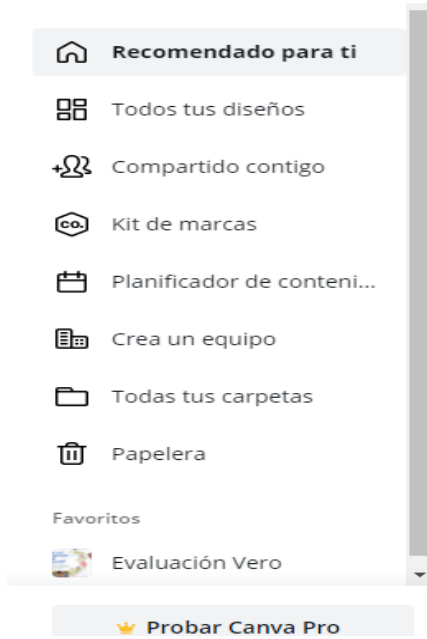 Recomendado para ti
Todos tus diseños
Compartido contigo
CO. Kit de marcas
Planificador de conteni...
Crea un equipo
Todas tus carpetas
Papelera
Favoritos
Evaluación Vero
Probar Canva Pro